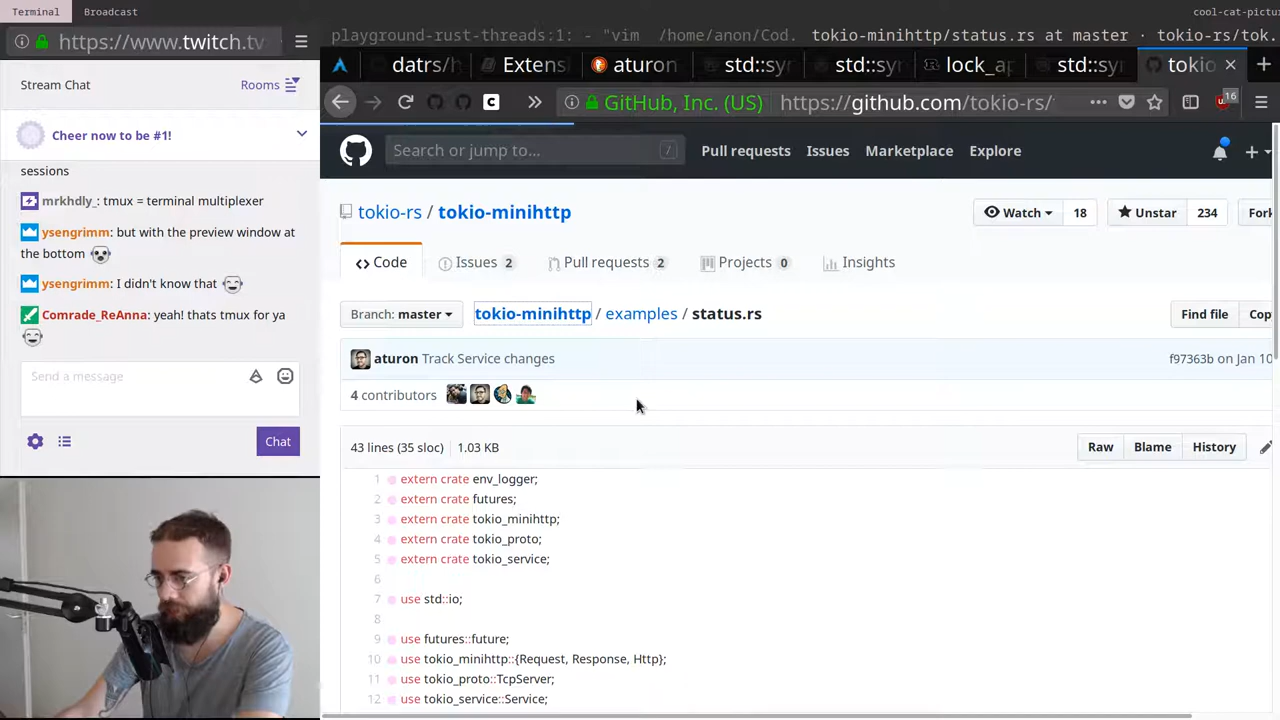 Terminal
Broadcast
cool-cat-pictur
https://www.twitch.tv
playground-rust-threads:1: - "vim /home/anon/Cod.
tokio-minihttp/status.rs at master · tokio-rs/tok.
datrs/h
Extens
aturon
std::syn
std::syn
lock_ap
std::syn
tokio
GitHub, Inc. (US)
https://github.com/tokio-rs/
16
Stream Chat
Rooms
Cheer now to be #1!
sessions
mrkhdly_: tmux = terminal multiplexer
ysengrimm: but with the preview window at
the bottom
ysengrimm: I didn't know that
Comrade_ReAnna: yeah! thats tmux for ya
Send a message
Chat
Search or jump to...
/
Pull requests
Issues
Marketplace
Explore
tokio-rs / tokio-minihttp
Watch
18
Unstar
234
Fork
Code
Issues 2
Pull requests 2
Projects 0
Insights
Branch: master
tokio-minihttp / examples / status.rs
Find file
Cop
aturon Track Service changes
f97363b on Jan 10
4 contributors
43 lines (35 sloc)
1.03 KB
Raw
Blame
History
1 extern crate env_logger;
2 extern crate futures;
3 extern crate tokio_minihttp;
4 extern crate tokio_proto;
5 extern crate tokio_service;
6
7 use std::io;
8
9 use futures::future;
10 use tokio_minihttp::{Request, Response, Http};
11 use tokio_proto::TcpServer;
12 use tokio_service::Service;